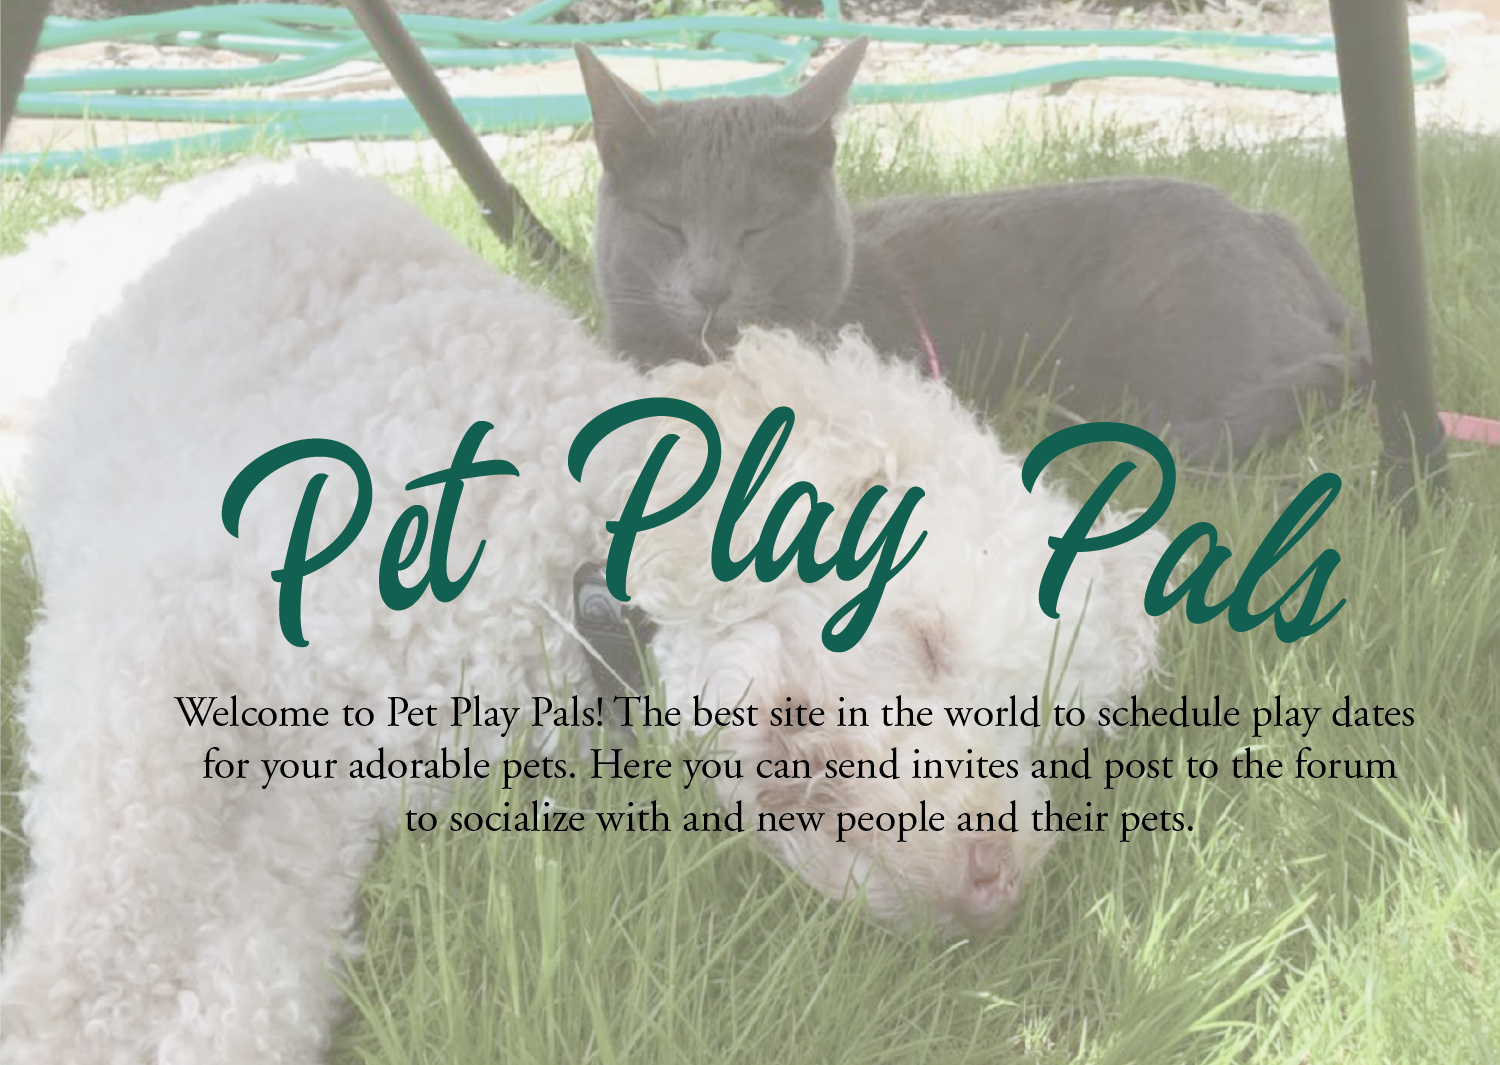 Pet Play Pals
Welcome to Pet Play Pals! The best site in the world to schedule play dates
for your adorable pets. Here you can send invites and post to the forum
to socialize with and new people and their pets.